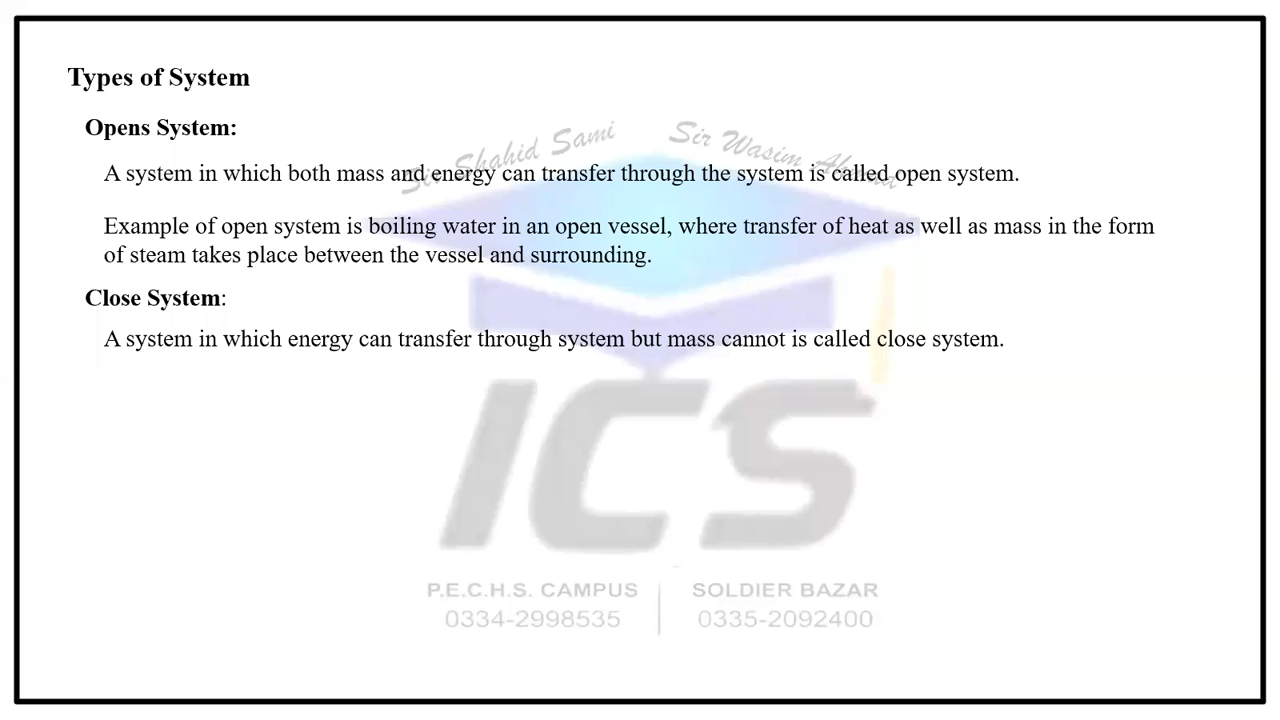 Types of System
Opens System:
Sir Shahid Sami Sir Wasim Ahmed
A system in which both mass and energy can transfer through the system is called open system.
Example of open system is boiling water in an open vessel, where transfer of heat as well as mass in the form
of steam takes place between the vessel and surrounding.
Close System:
A system in which energy can transfer through system but mass cannot is called close system.
ICS
P.E.C.H.S. CAMPUS SOLDIER BAZAR
0334-2998535 0335-2092400